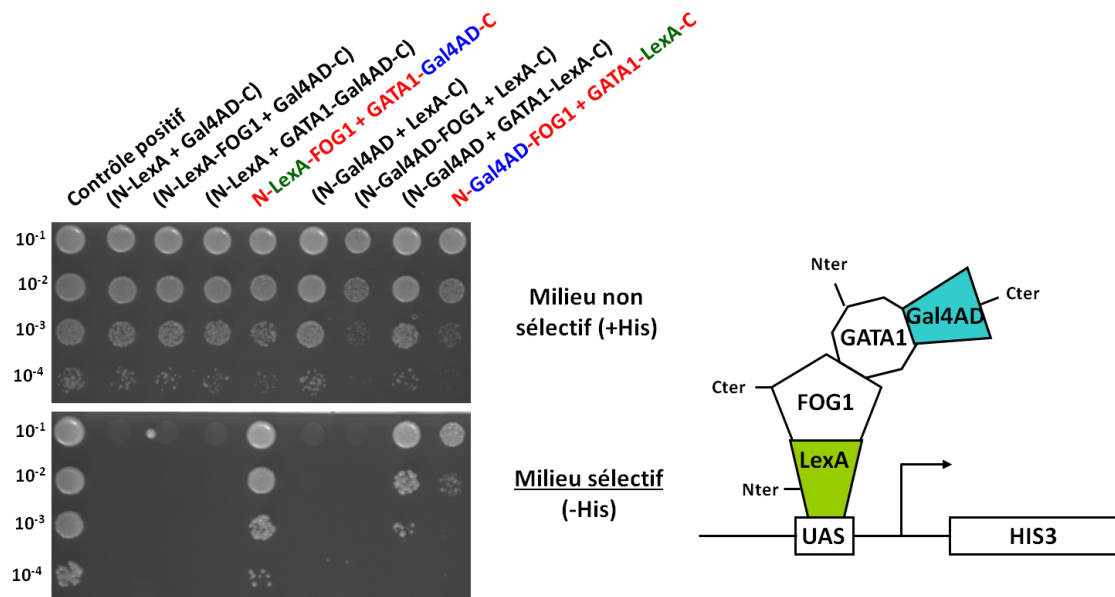 Contrôle positif
(N-LexA + Gal4AD-C)
(N-LexA-FOG1 + Gal4AD-C)
(N-LexA + GATA1-Gal4AD-C)
N-LexA-FOG1 + GATA1-Gal4AD-C
(N-Gal4AD + LexA-C)
(N-Gal4AD-FOG1 + LexA-C)
(N-Gal4AD + GATA1-LexA-C)
N-Gal4AD-FOG1 + GATA1-LexA-C
10-1
10-2
10-3
10-4
Milieu non
sélectif (+His)
10-1
10-2
10-3
10-4
Milieu sélectif
(-His)
Nter
Cter
Gal4AD
GATA1
Cter
FOG1
LexA
Nter
UAS
HIS3